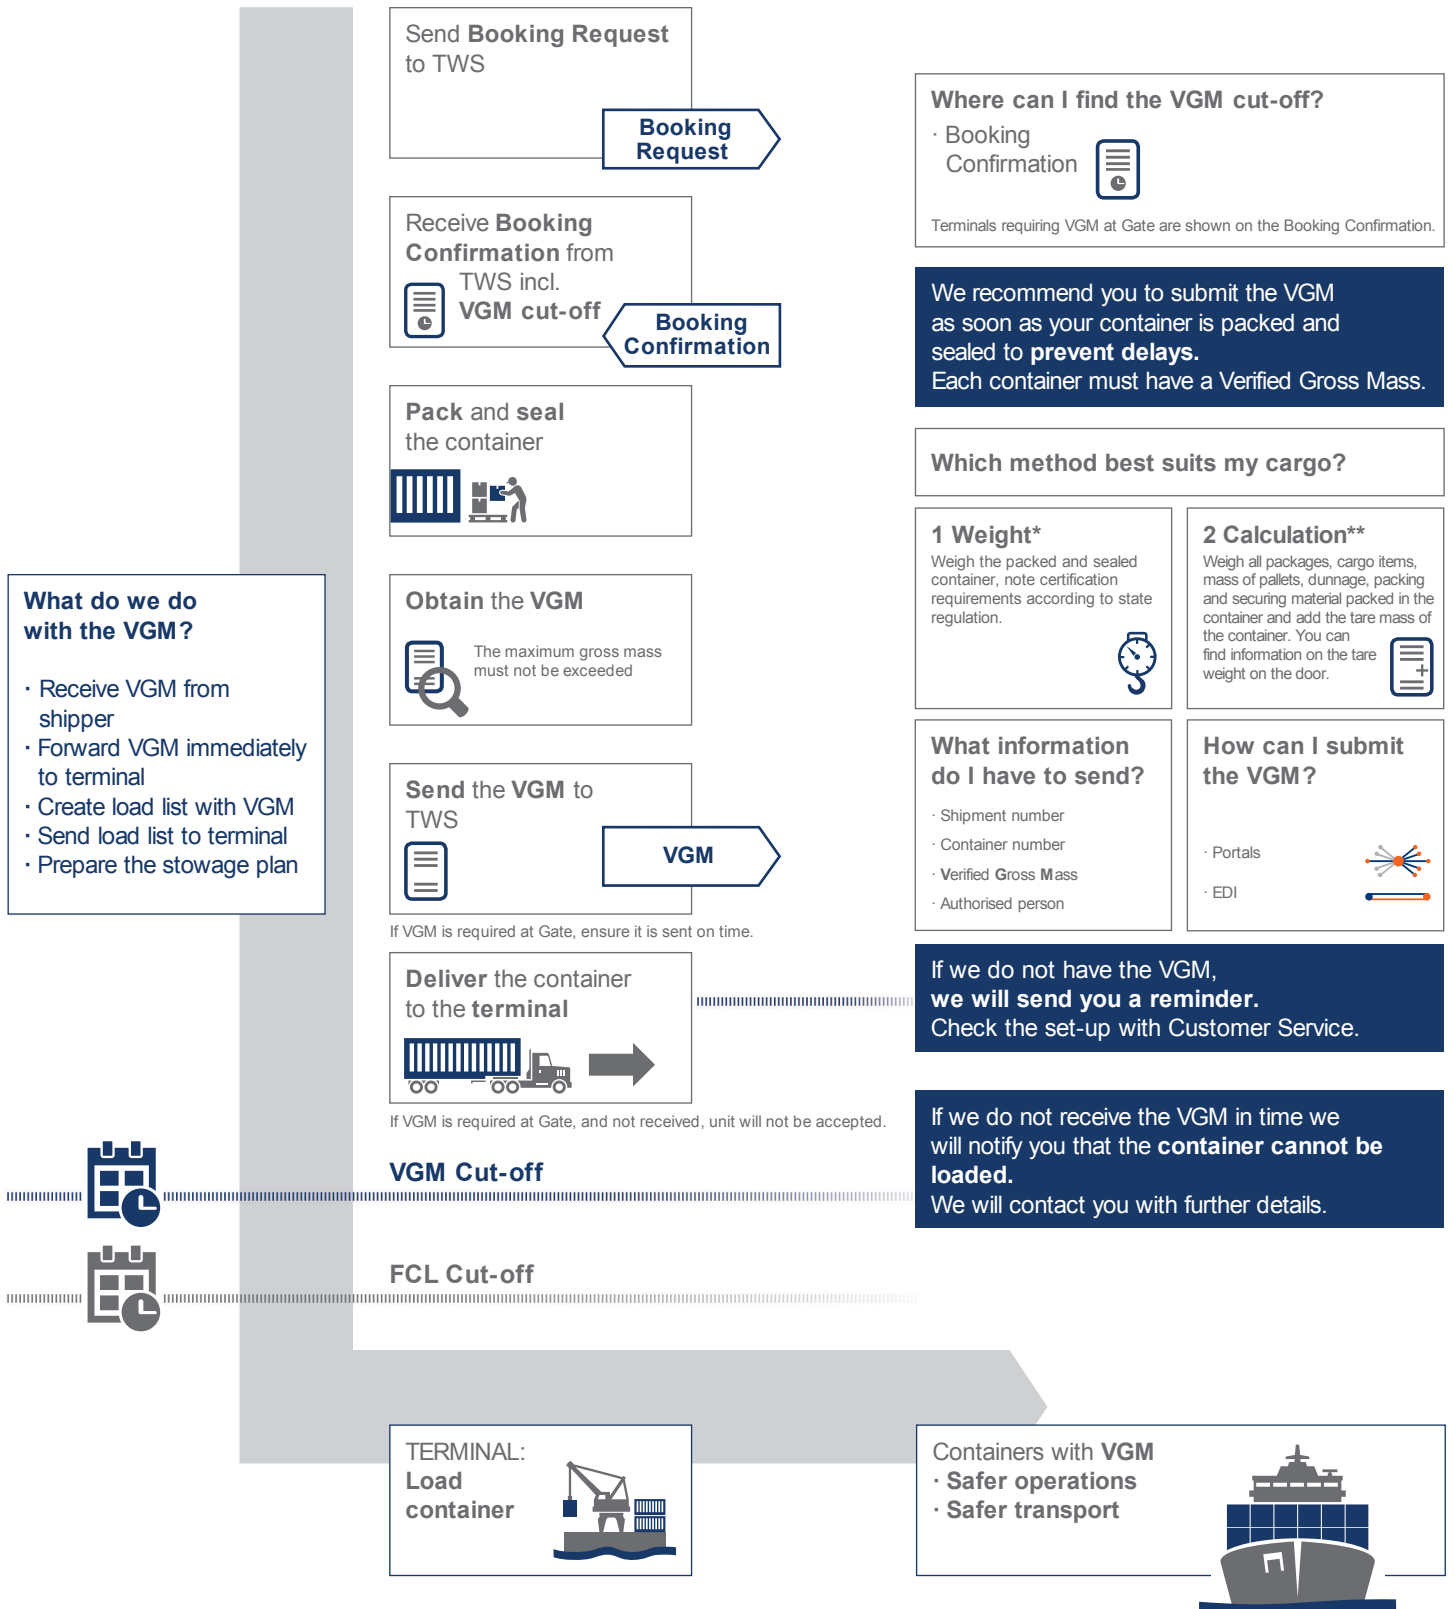 Send Booking Request
to TWS
Booking
Request
Receive Booking
Confirmation from
TWS incl.
VGM cut-off
Booking
Confirmation
Pack and seal
the container
Obtain the VGM
The maximum gross mass
must not be exceeded
Send the VGM to
TWS
VGM
If VGM is required at Gate, ensure it is sent on time.
Deliver the container
to the terminal
If VGM is required at Gate, and not received, unit will not be accepted.
VGM Cut-off
FCL Cut-off
TERMINAL:
Load
container
What do we do
with the VGM?
· Receive VGM from
shipper
· Forward VGM immediately
to terminal
· Create load list with VGM
· Send load list to terminal
· Prepare the stowage plan
Where can I find the VGM cut-off?
· Booking
Confirmation
Terminals requiring VGM at Gate are shown on the Booking Confirmation.
We recommend you to submit the VGM
as soon as your container is packed and
sealed to prevent delays.
Each container must have a Verified Gross Mass.
Which method best suits my cargo?
1 Weight*
Weigh the packed and sealed
container, note certification
requirements according to state
regulation.
2 Calculation**
Weigh all packages, cargo items,
mass of pallets, dunnage, packing
and securing material packed in the
container and add the tare mass of
the container. You can
find information on the tare
weight on the door.
What information
do I have to send?
· Shipment number
· Container number
· Verified Gross Mass
· Authorised person
How can I submit
the VGM?
· Portals
· EDI
If we do not have the VGM,
we will send you a reminder.
Check the set-up with Customer Service.
If we do not receive the VGM in time we
will notify you that the container cannot be
loaded.
We will contact you with further details.
Containers with VGM
· Safer operations
· Safer transport